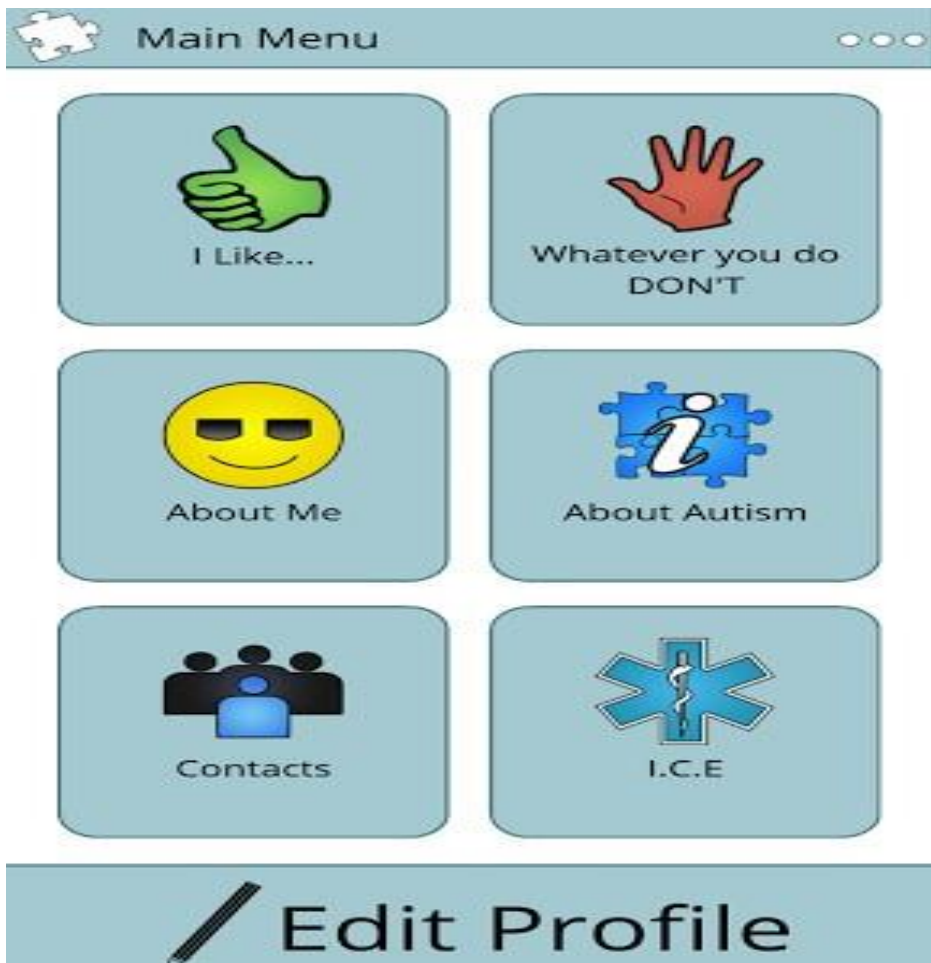 Main Menu
I Like...
Whatever you do
DON'T
About Me
i
About Autism
Contacts
I.C.E
Edit Profile